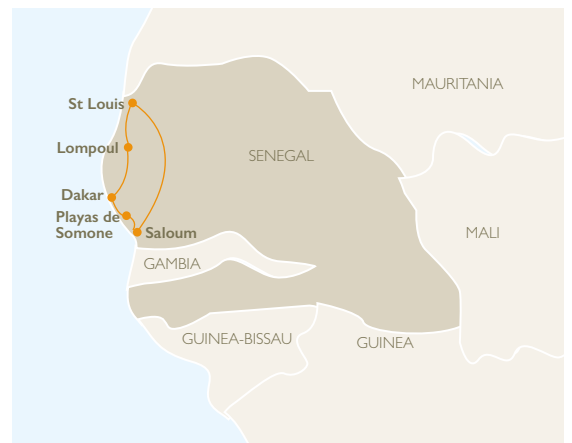 MAURITANIA
St Louis
Lompoul
SENEGAL
Dakar
Playas de
Somone
Saloum
MALI
GAMBIA
GUINEA-BISSAU
GUINEA